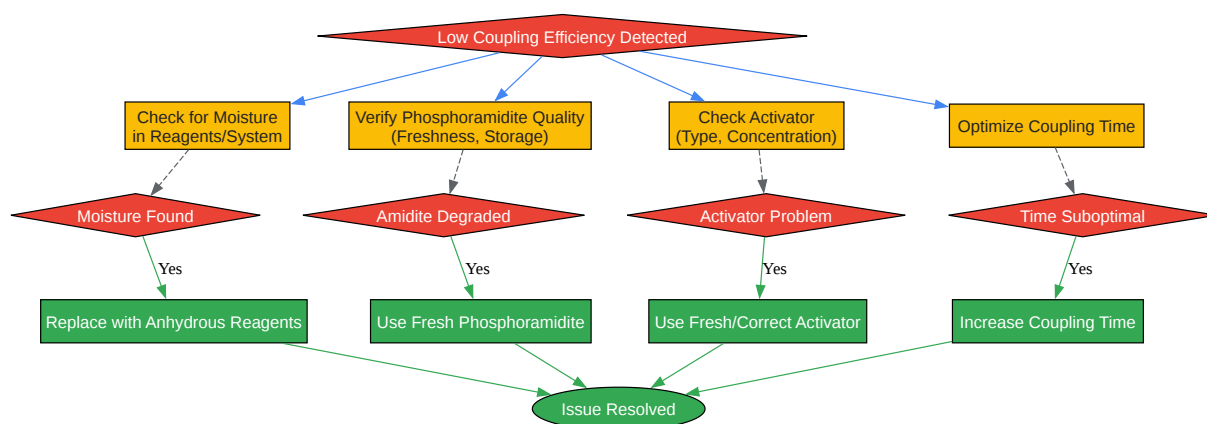 Low Coupling Efficiency Detected
Check for Moisture
in Reagents/System
Verify Phosphoramidite Quality
(Freshness, Storage)
Check Activator
(Type, Concentration)
Optimize Coupling Time
Moisture Found
Amidite Degraded
Activator Problem
Time Suboptimal
Yes
Yes
Yes
Yes
Replace with Anhydrous Reagents
Use Fresh Phosphoramidite
Use Fresh/Correct Activator
Increase Coupling Time
Issue Resolved